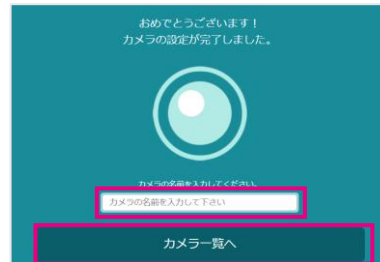 おめでとうございます！
カメラの設定が完了しました。
カメラの名前を入力してください。
カメラの名前を入力して下さい
カメラ一覧へ